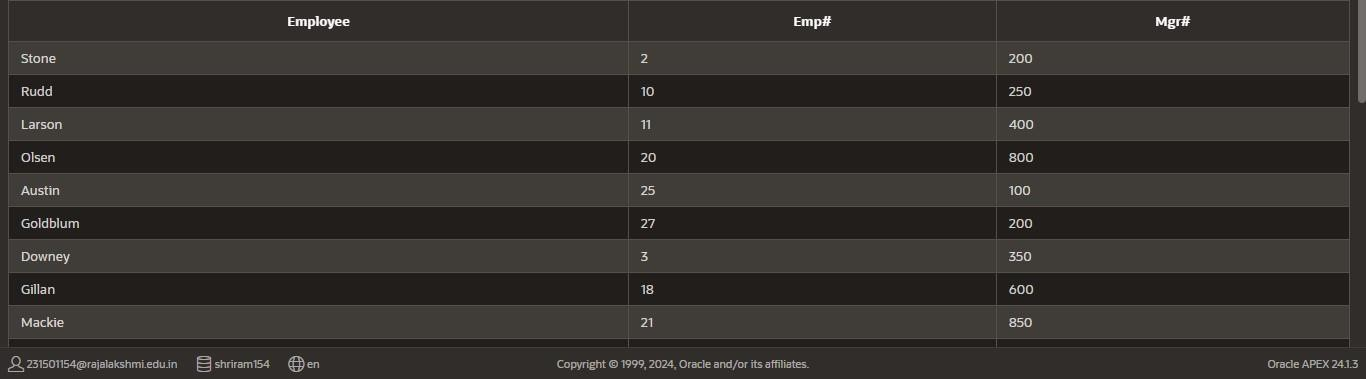 Employee Emp# Mgr#
Stone 2 200
Rudd 10 250
Larson 11 400
Olsen 20 800
Austin 25 100
Goldblum 27 200
Downey 3 350
Gillan 18 600
Mackie 21 850
231501154@rajalakshmi.edu.in shriram154 en Copyright © 1999, 2024, Oracle and/or its affiliates. Oracle APEX 24.1.3